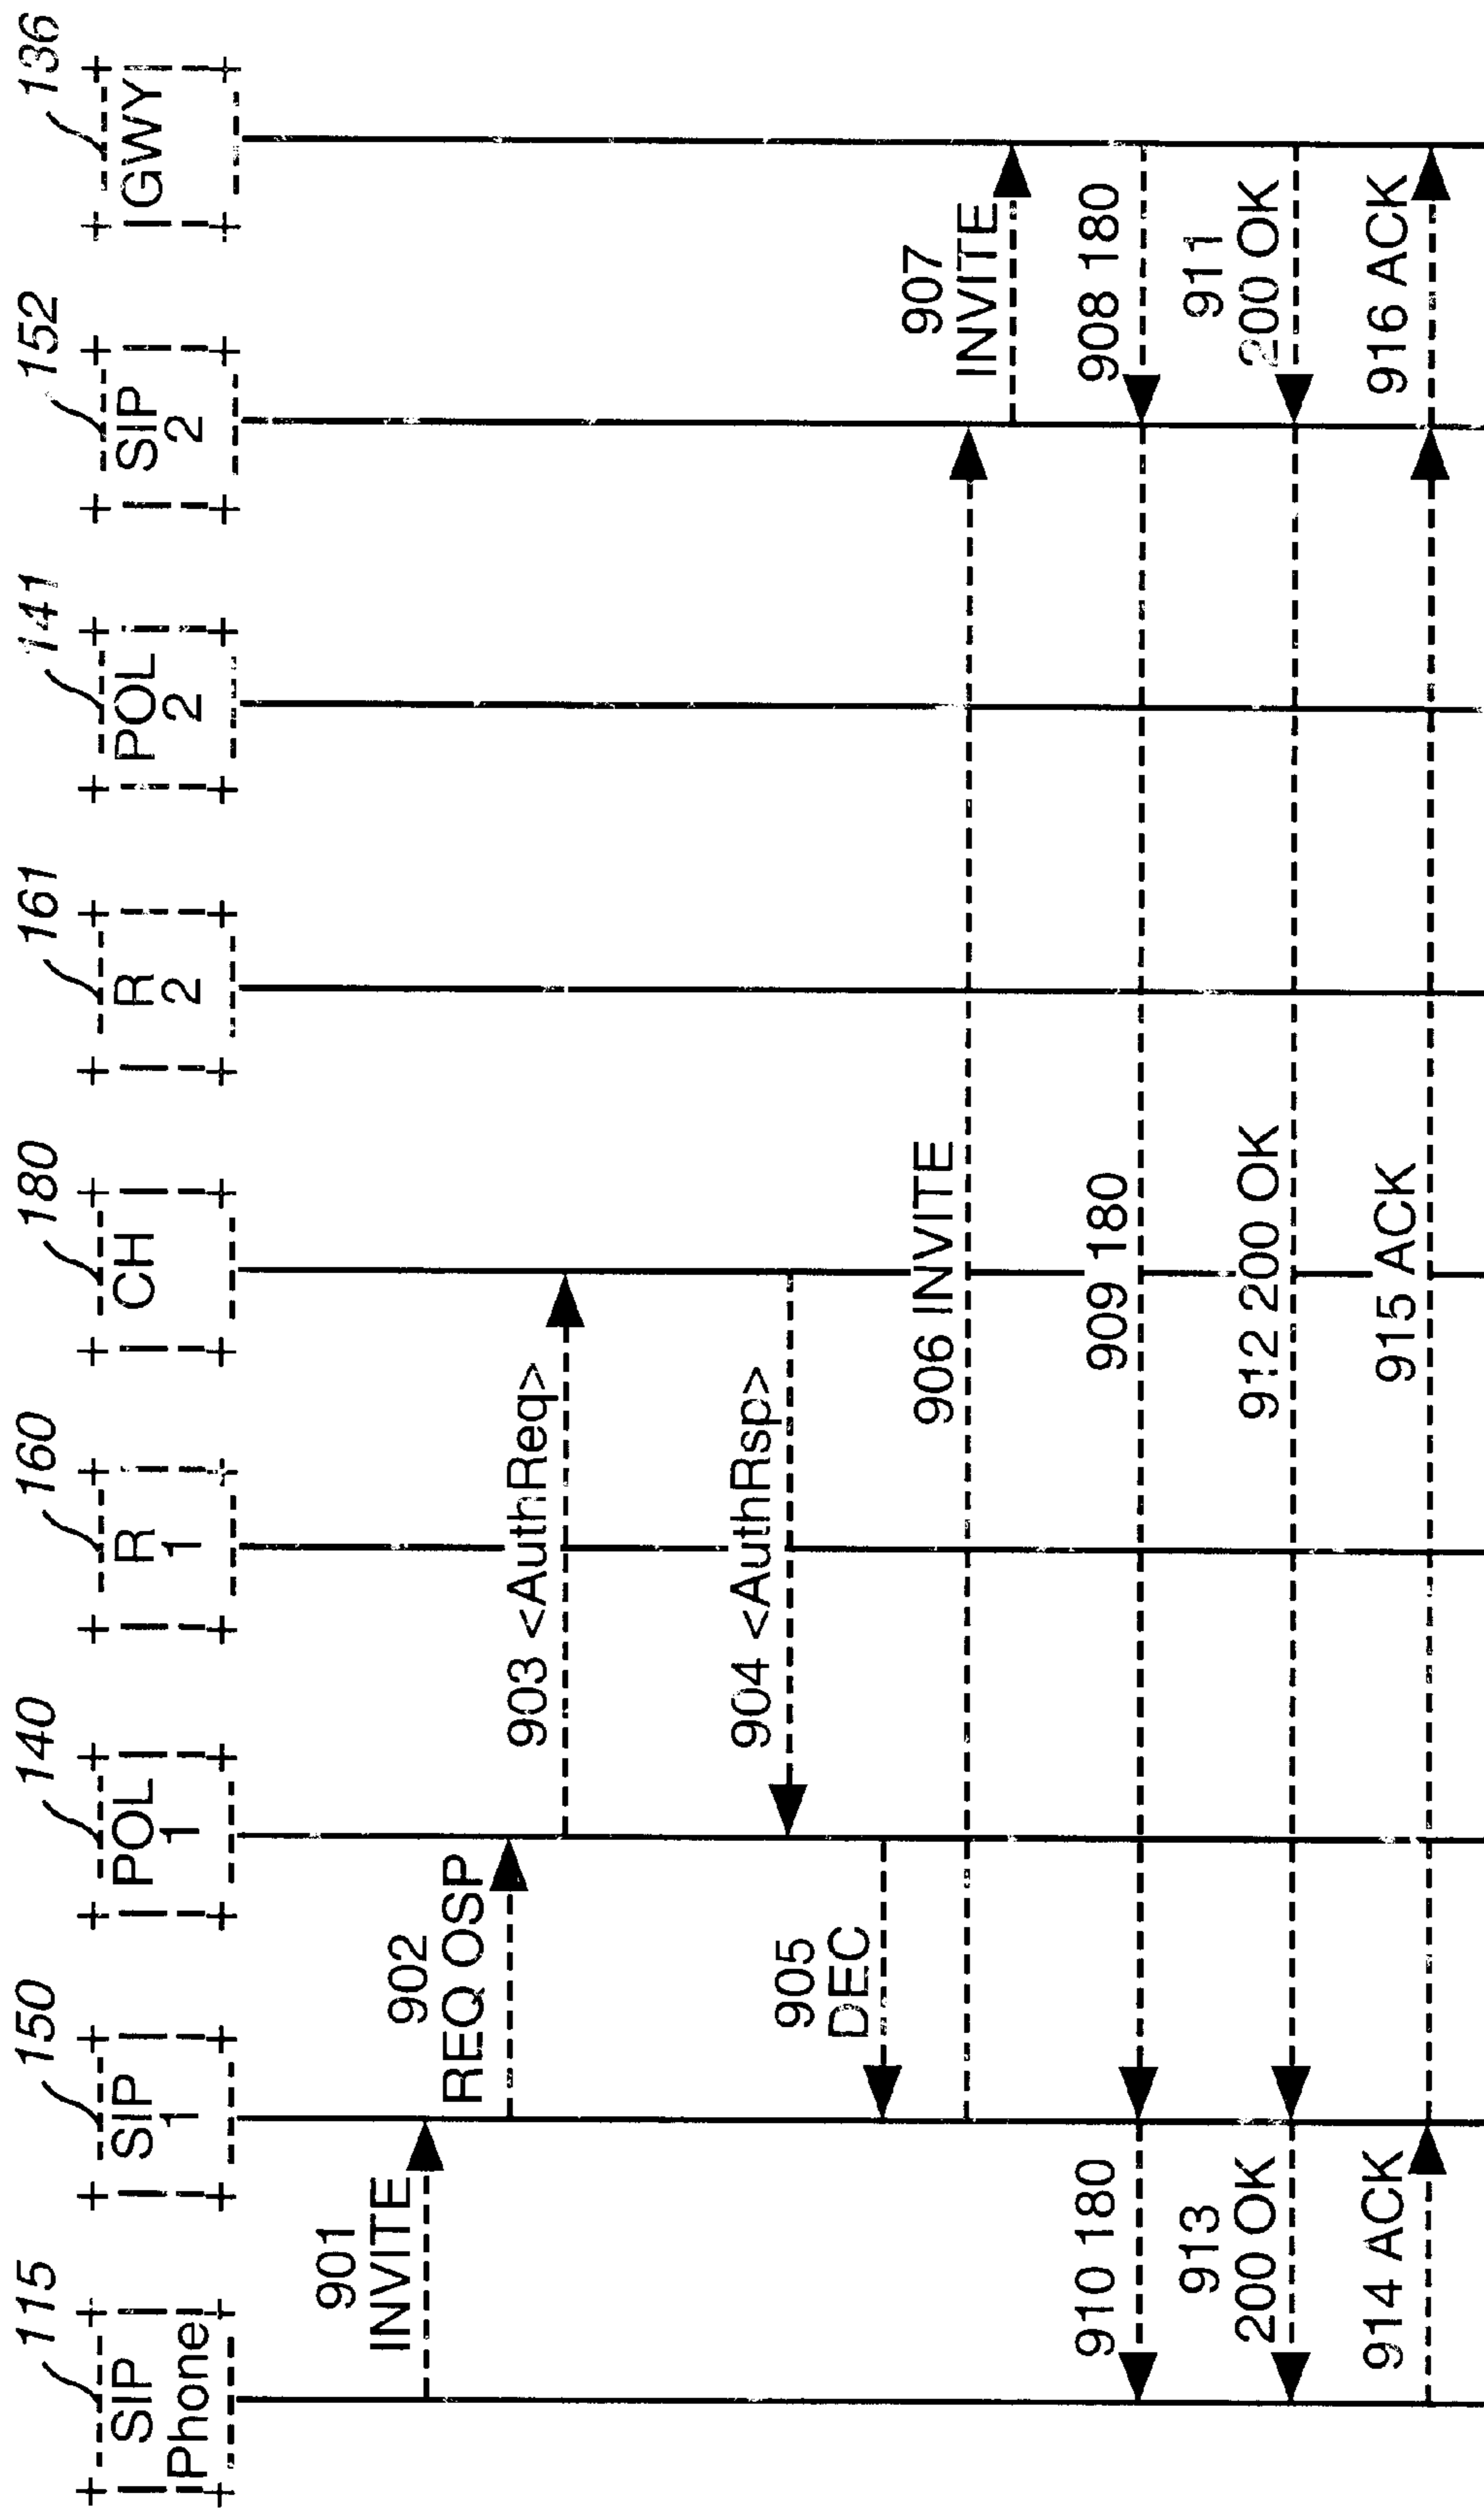 115
150
140
160
180
161
141
152
136
SIP
Phone
SIP
1
POL
1
R
1
CH
R
2
POL
2
SIP
2
GWY
901
INVITE
902
REQ OSP
903 <AuthReq>
904 <AuthRsp>
905
DEC
906 INVITE
907
INVITE
908 180
909 180
910 180
911
200 OK
912 200 OK
913
200 OK
914 ACK
915 ACK
916 ACK